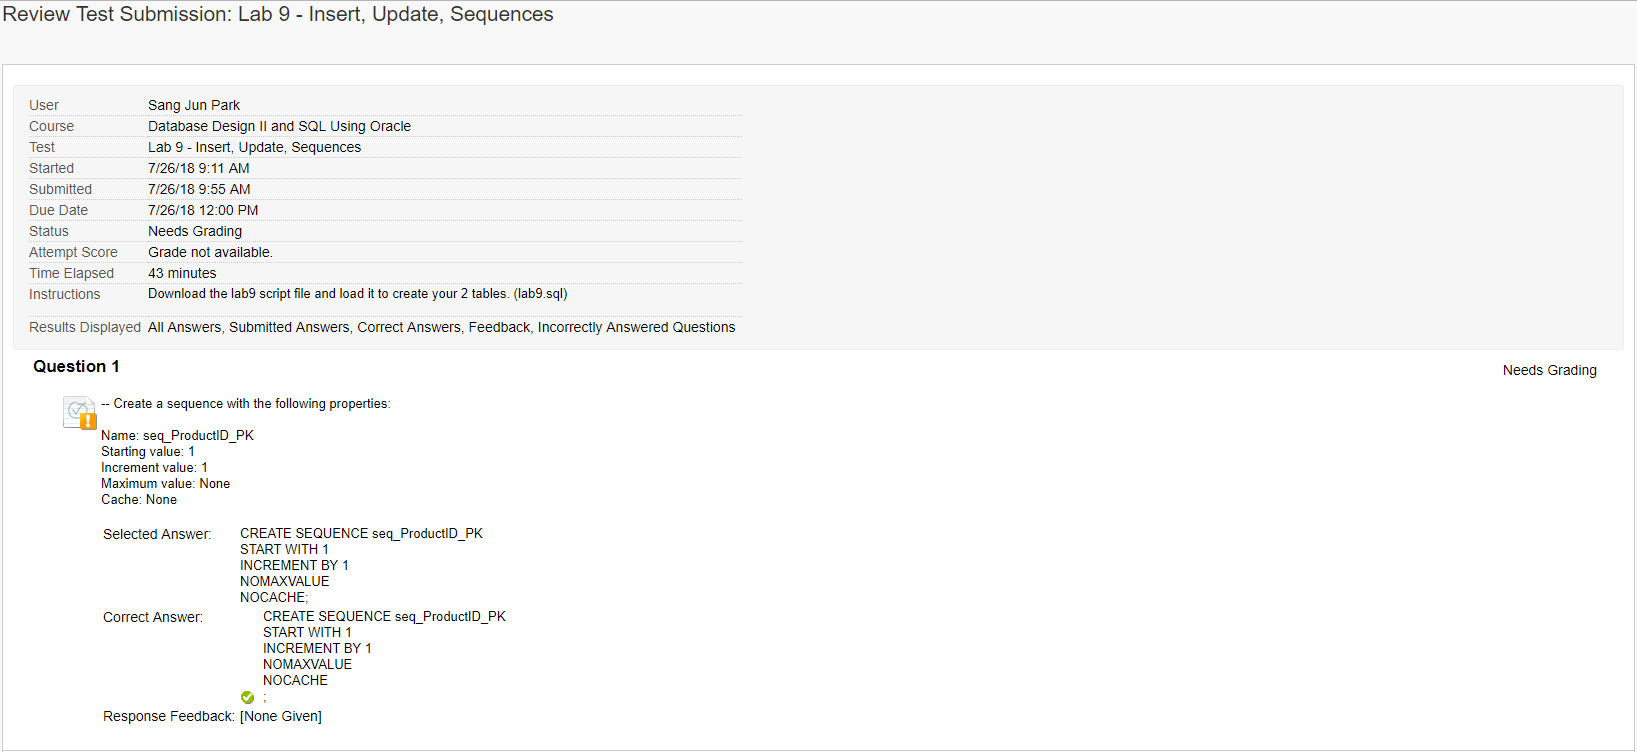 Review Test Submission: Lab 9 - Insert, Update, Sequences
User Sang Jun Park
Course Database Design II and SQL Using Oracle
Test Lab 9 - Insert, Update, Sequences
Started 7/26/18 9:11 AM
Submitted 7/26/18 9:55 AM
Due Date 7/26/18 12:00 PM
Status Needs Grading
Attempt Score Grade not available.
Time Elapsed 43 minutes
Instructions Download the lab9 script file and load it to create your 2 tables. (lab9.sql)
Results Displayed All Answers, Submitted Answers, Correct Answers, Feedback, Incorrectly Answered Questions
Question 1
Needs Grading
-- Create a sequence with the following properties:
Name: seq_ProductID_PK
Starting value: 1
Increment value: 1
Maximum value: None
Cache: None
Selected Answer: CREATE SEQUENCE seq_ProductID_PK
START WITH 1
INCREMENT BY 1
NOMAXVALUE
NOCACHE;
Correct Answer: CREATE SEQUENCE seq_ProductID_PK
START WITH 1
INCREMENT BY 1
NOMAXVALUE
NOCACHE
;
Response Feedback: [None Given]